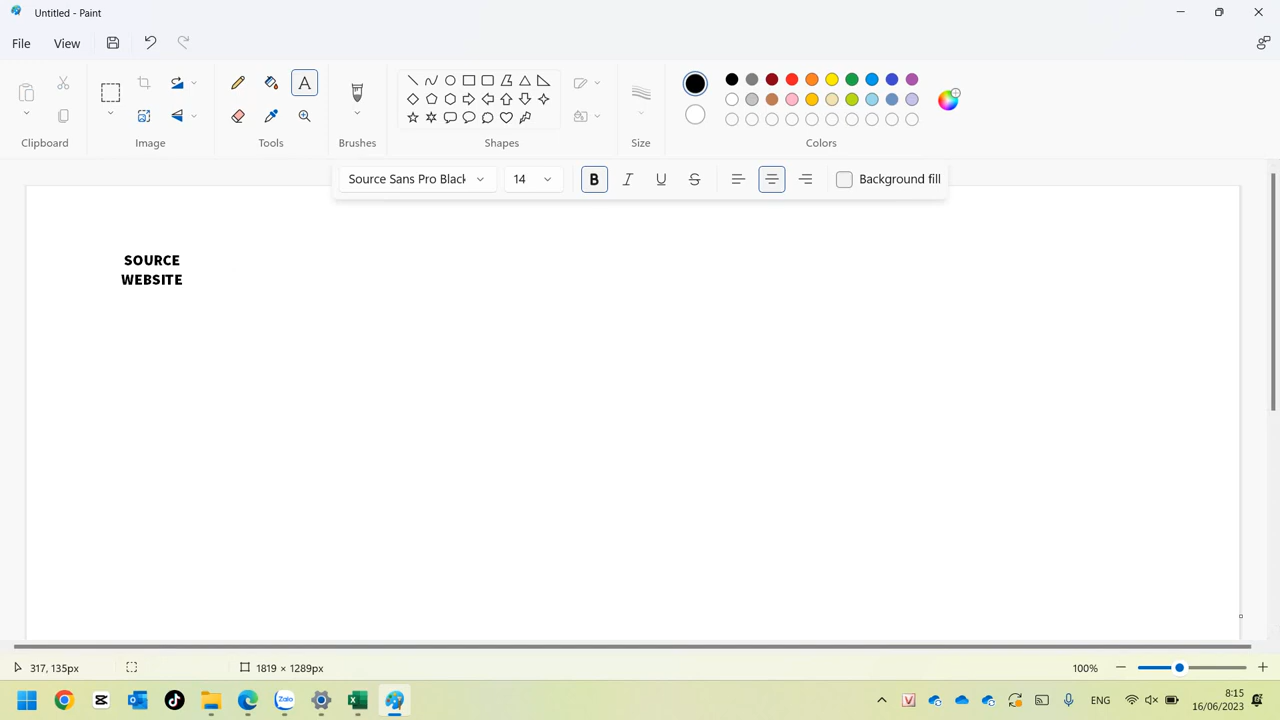 Untitled - Paint
File View
Clipboard
Image
Tools
Brushes
Shapes
Size
Colors
Source Sans Pro Black 14 B I U S Background fill
SOURCE
WEBSITE
317, 135px 1819 × 1289px 100%
Zalo V ENG 8:15
16/06/2023